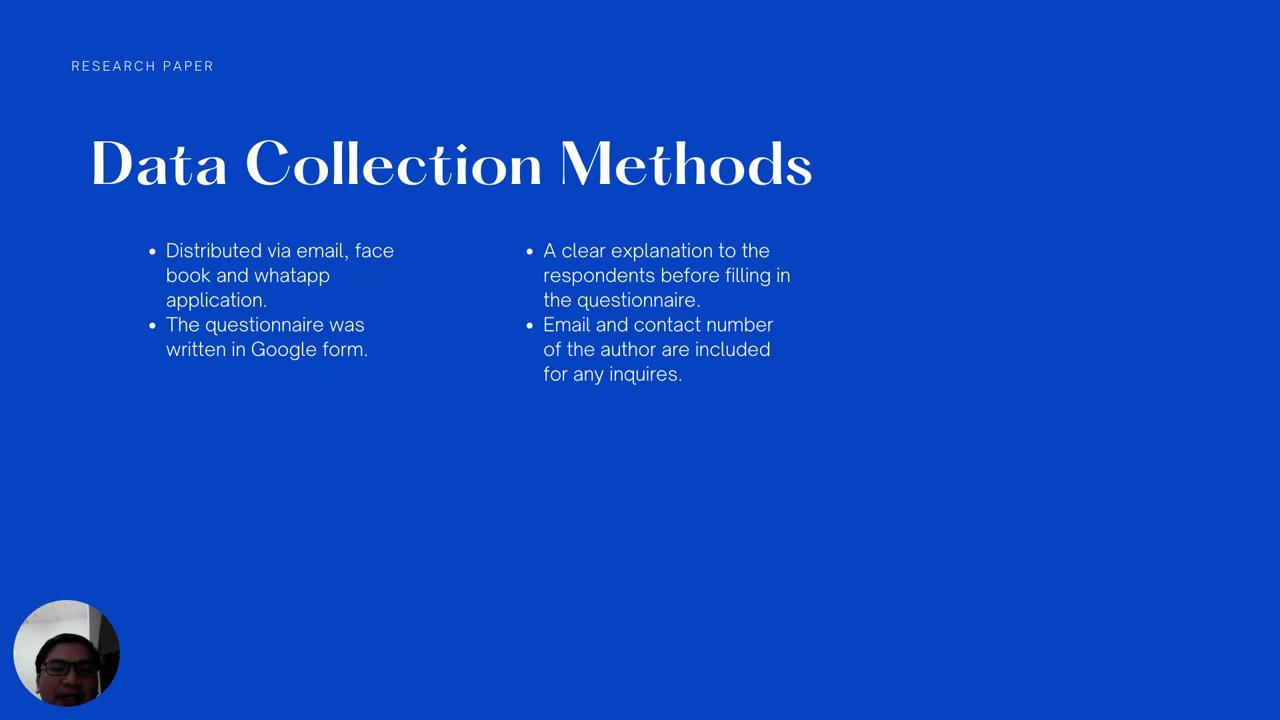 RESEARCH PAPER
Data Collection Methods
• Distributed via email, face
book and whatapp
application.
• The questionnaire was
written in Google form.
• A clear explanation to the
respondents before filling in
the questionnaire.
• Email and contact number
of the author are included
for any inquires.